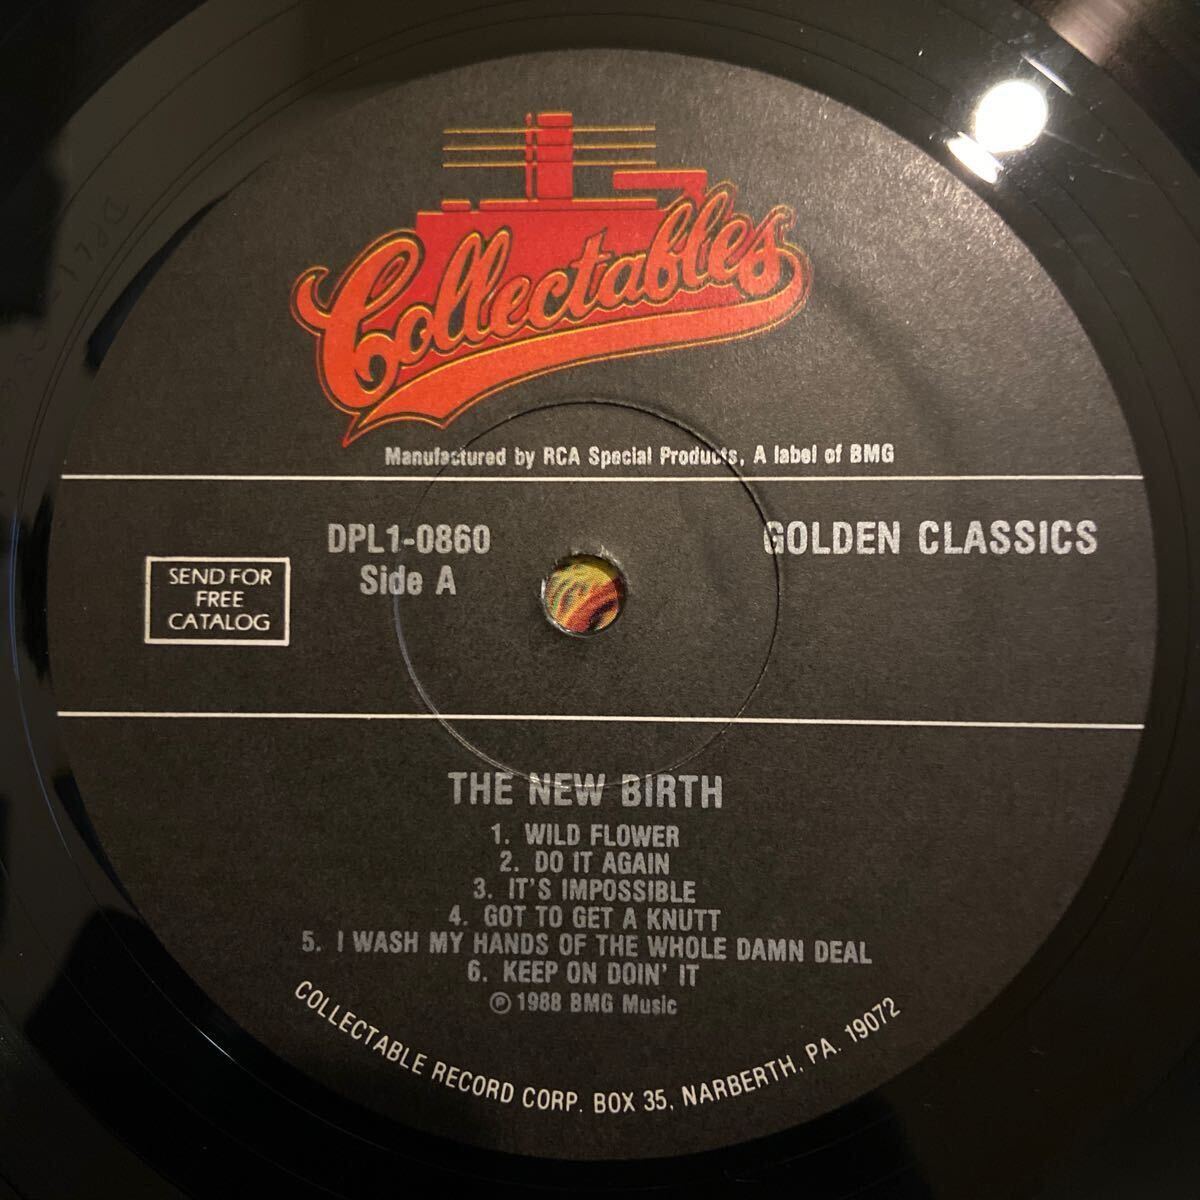 Collectables
Manufactured by RCA Special Products, A label of BMG
DPL1-0860
Side A
GOLDEN CLASSICS
SEND FOR
FREE
CATALOG
THE NEW BIRTH
1. WILD FLOWER
2. DO IT AGAIN
3. IT'S IMPOSSIBLE
4. GOT TO GET A KNUTT
5. I WASH MY HANDS OF THE WHOLE DAMN DEAL
6. KEEP ON DOIN' IT
℗ 1988 BMG Music
COLLECTABLE RECORD CORP. BOX 35, NARBERTH, PA. 19072